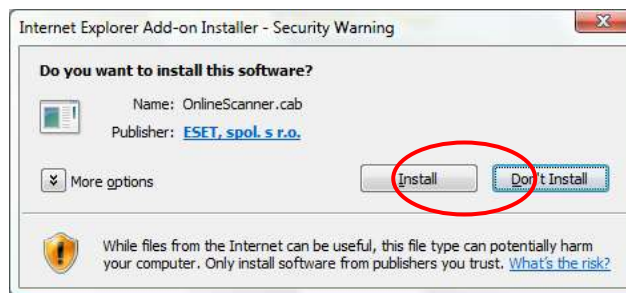 Internet Explorer Add-on Installer - Security Warning
Do you want to install this software?
Name: OnlineScanner.cab
Publisher: ESET, spol. s r.o.
More options
Install
Don't Install
While files from the Internet can be useful, this file type can potentially harm
your computer. Only install software from publishers you trust. What's the risk?